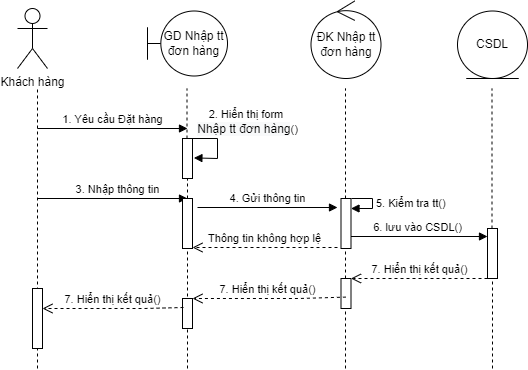 GD Nhập tt
đơn hàng
ĐK Nhập tt
đơn hàng
CSDL
Khách hàng
1. Yêu cầu Đặt hàng
2. Hiển thị form
Nhập tt đơn hàng()
3. Nhập thông tin
4. Gửi thông tin
5. Kiểm tra tt()
6. lưu vào CSDL()
Thông tin không hợp lệ
7. Hiển thị kết quả()
7. Hiển thị kết quả()
7. Hiển thị kết quả()